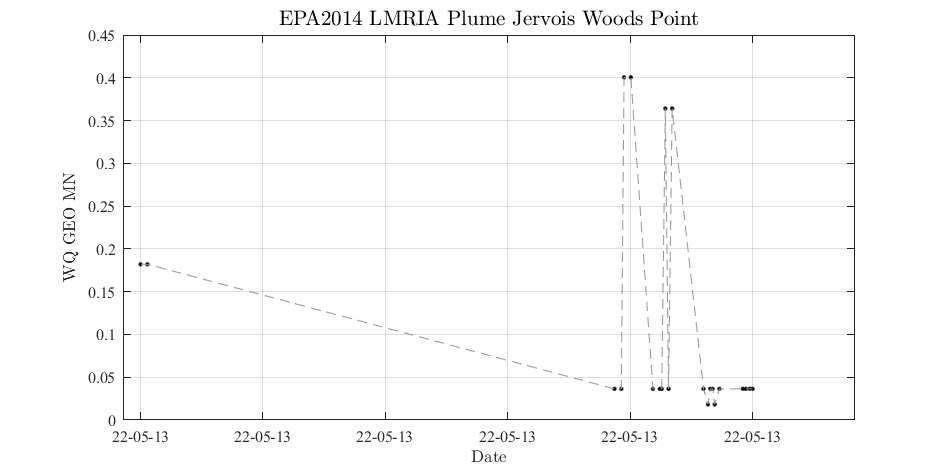 EPA2014 LMRIA Plume Jervois Woods Point
0.45
0.4
0.35
0.3
0.25
0.2
0.15
0.1
0.05
0
WQ GEO MN
22-05-13 22-05-13 22-05-13 22-05-13 22-05-13 22-05-13
Date